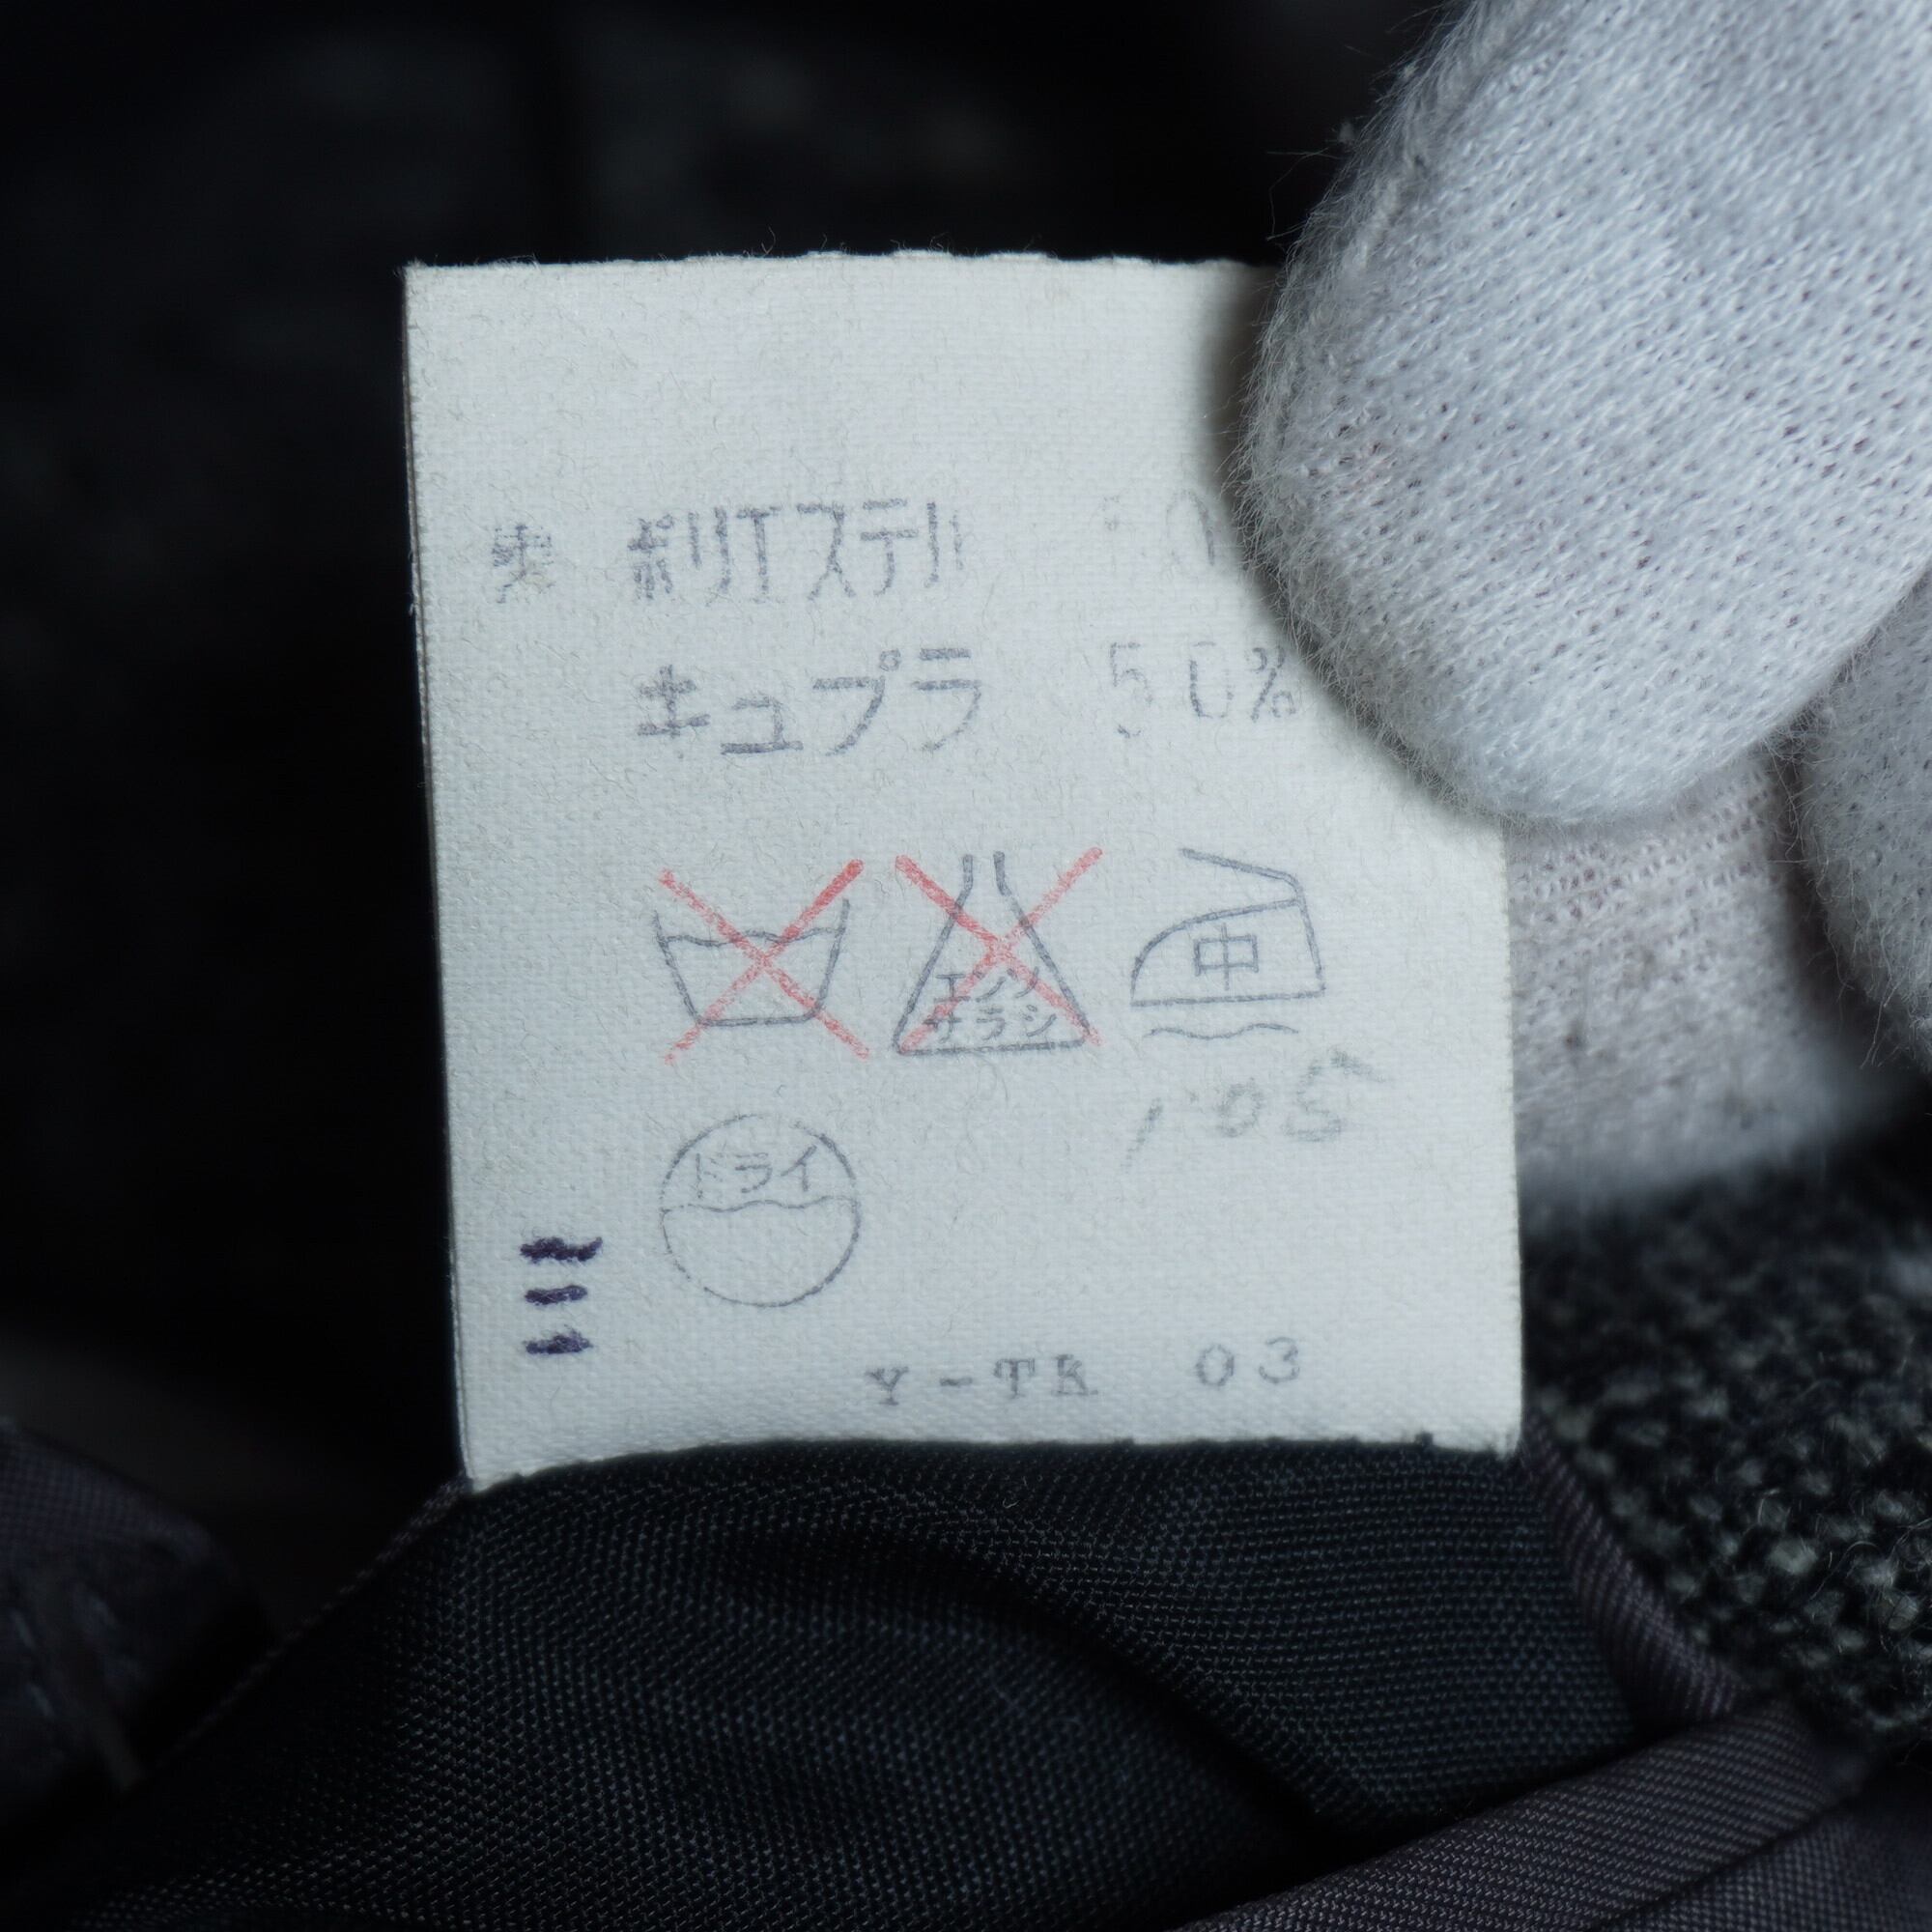 ポリエステル
キュプラ 50%
エンソ
サラシ
中
105
ドライ
Y-TK 03